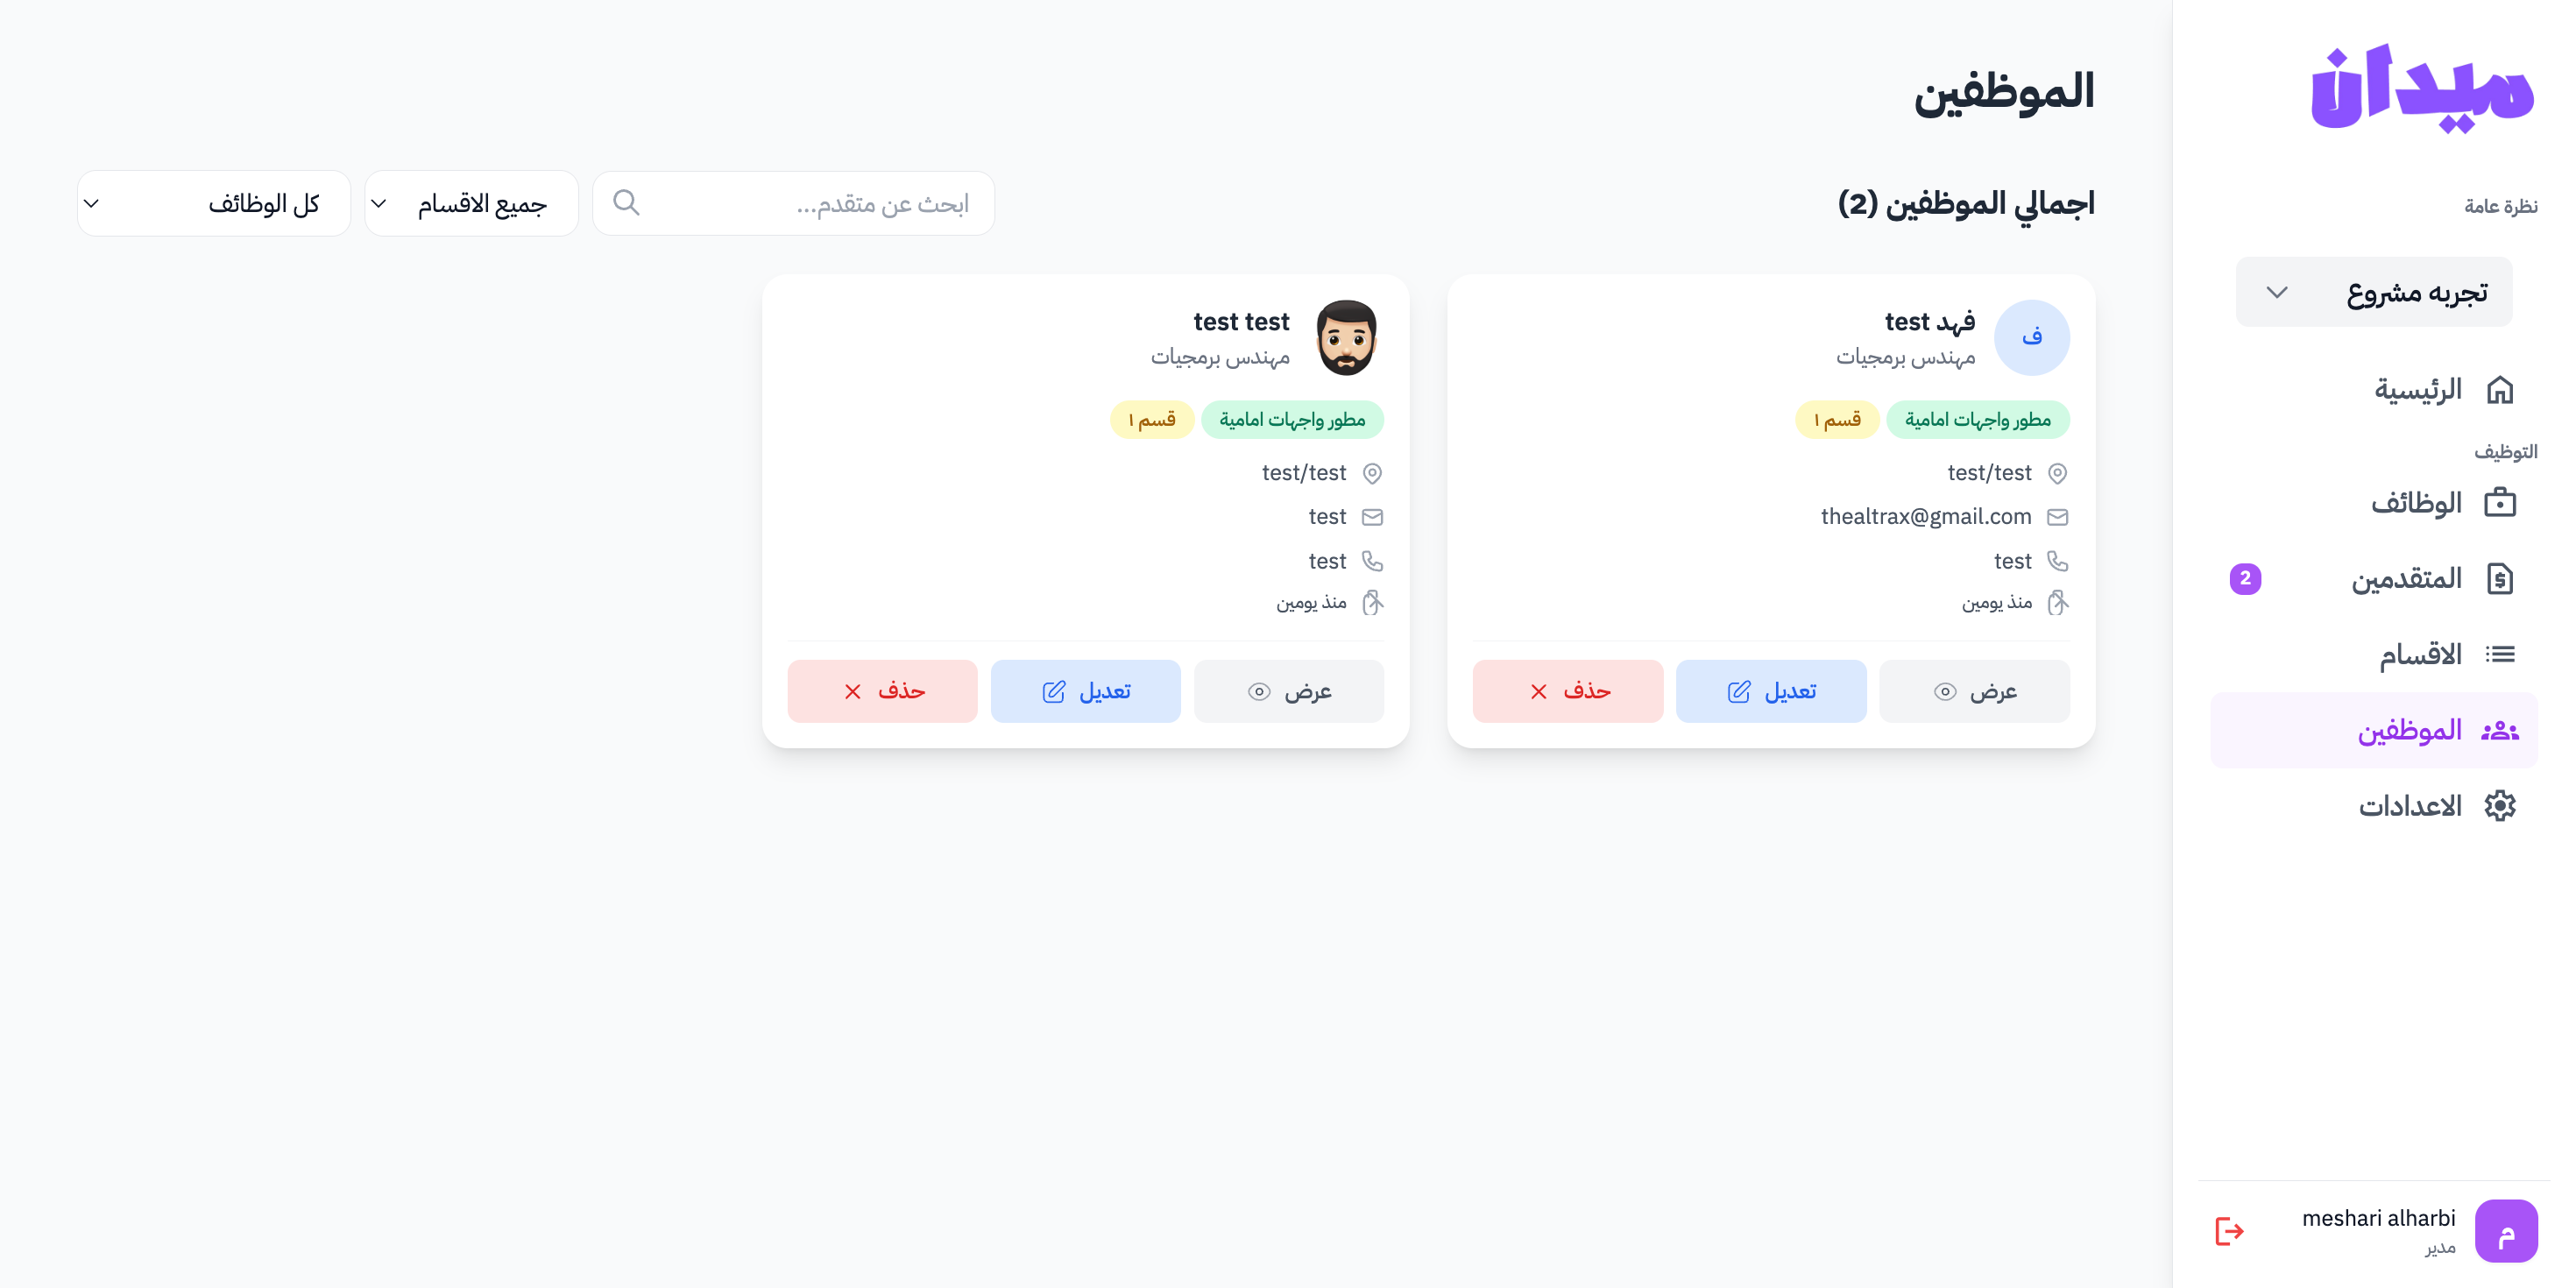 ميدان
نظرة عامة
تجربه مشروع
الرئيسية
التوظيف
الوظائف
المتقدمين
2
الاقسام
الموظفين
الاعدادات
م
meshari alharbi
مدير
الموظفين
اجمالي الموظفين (2)
ابحث عن متقدم...
جميع الاقسام
كل الوظائف
ف
فهد test
مهندس برمجيات
مطور واجهات امامية
قسم ١
test/test
thealtrax@gmail.com
test
منذ يومين
عرض
تعديل
حذف
test test
مهندس برمجيات
مطور واجهات امامية
قسم ١
test/test
test
test
منذ يومين
عرض
تعديل
حذف